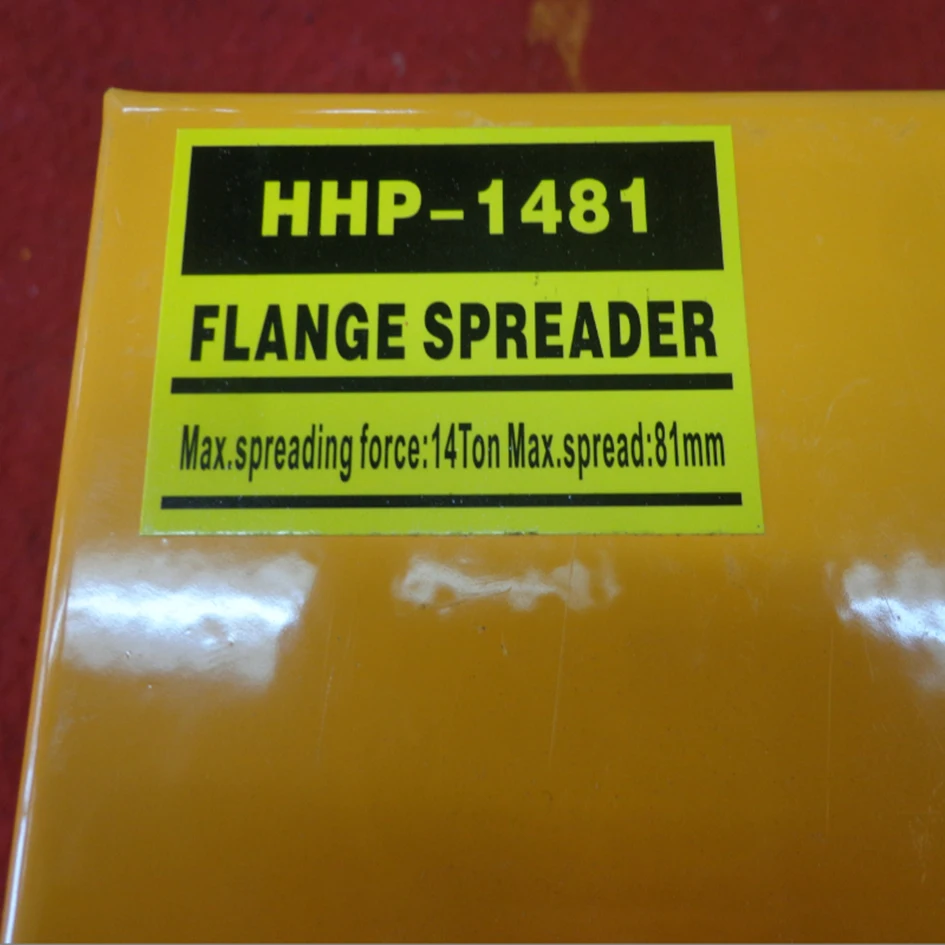 HHP-1481
FLANGE SPREADER
Max.spreading force:14Ton Max.spread:81mm